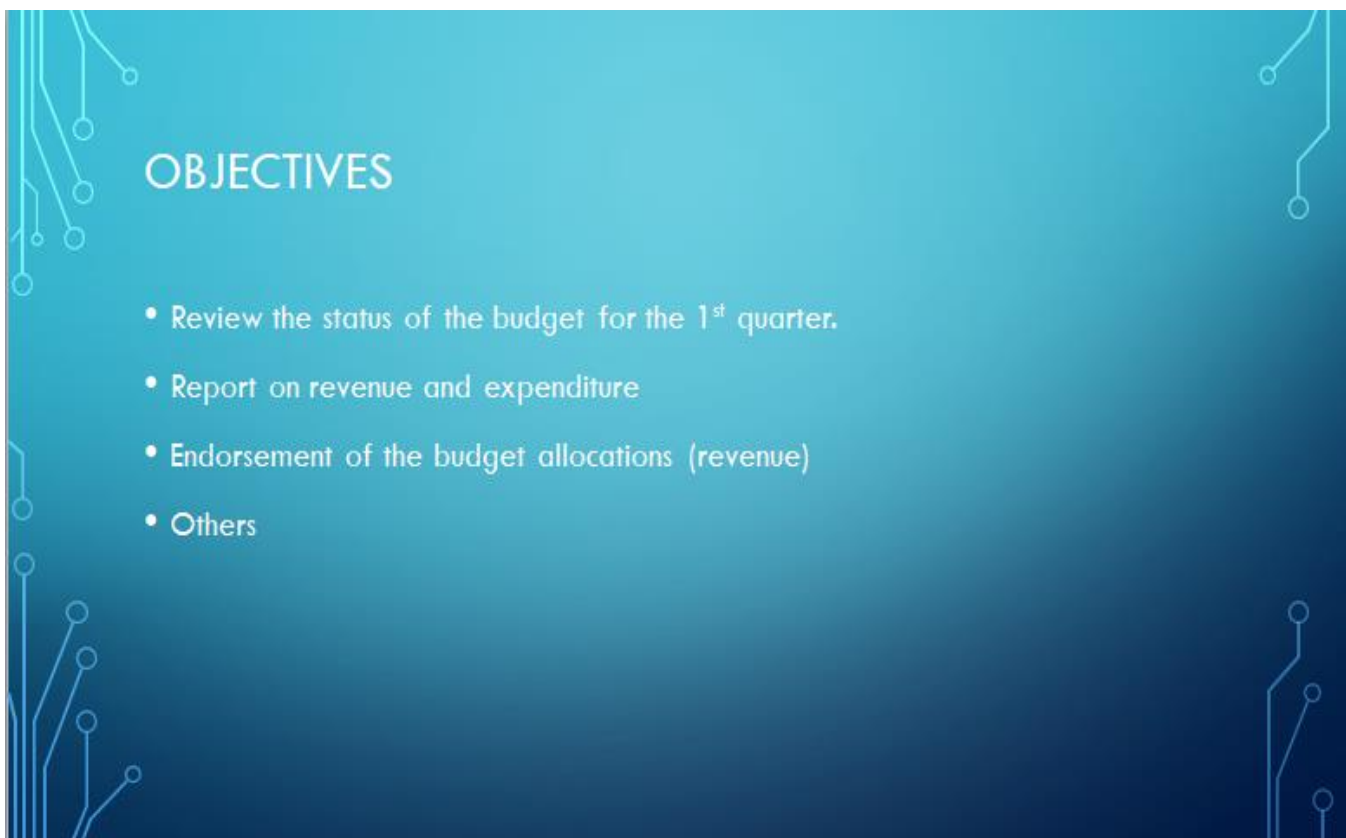 OBJECTIVES
• Review the status of the budget for the 1st quarter.
• Report on revenue and expenditure
• Endorsement of the budget allocations (revenue)
• Others